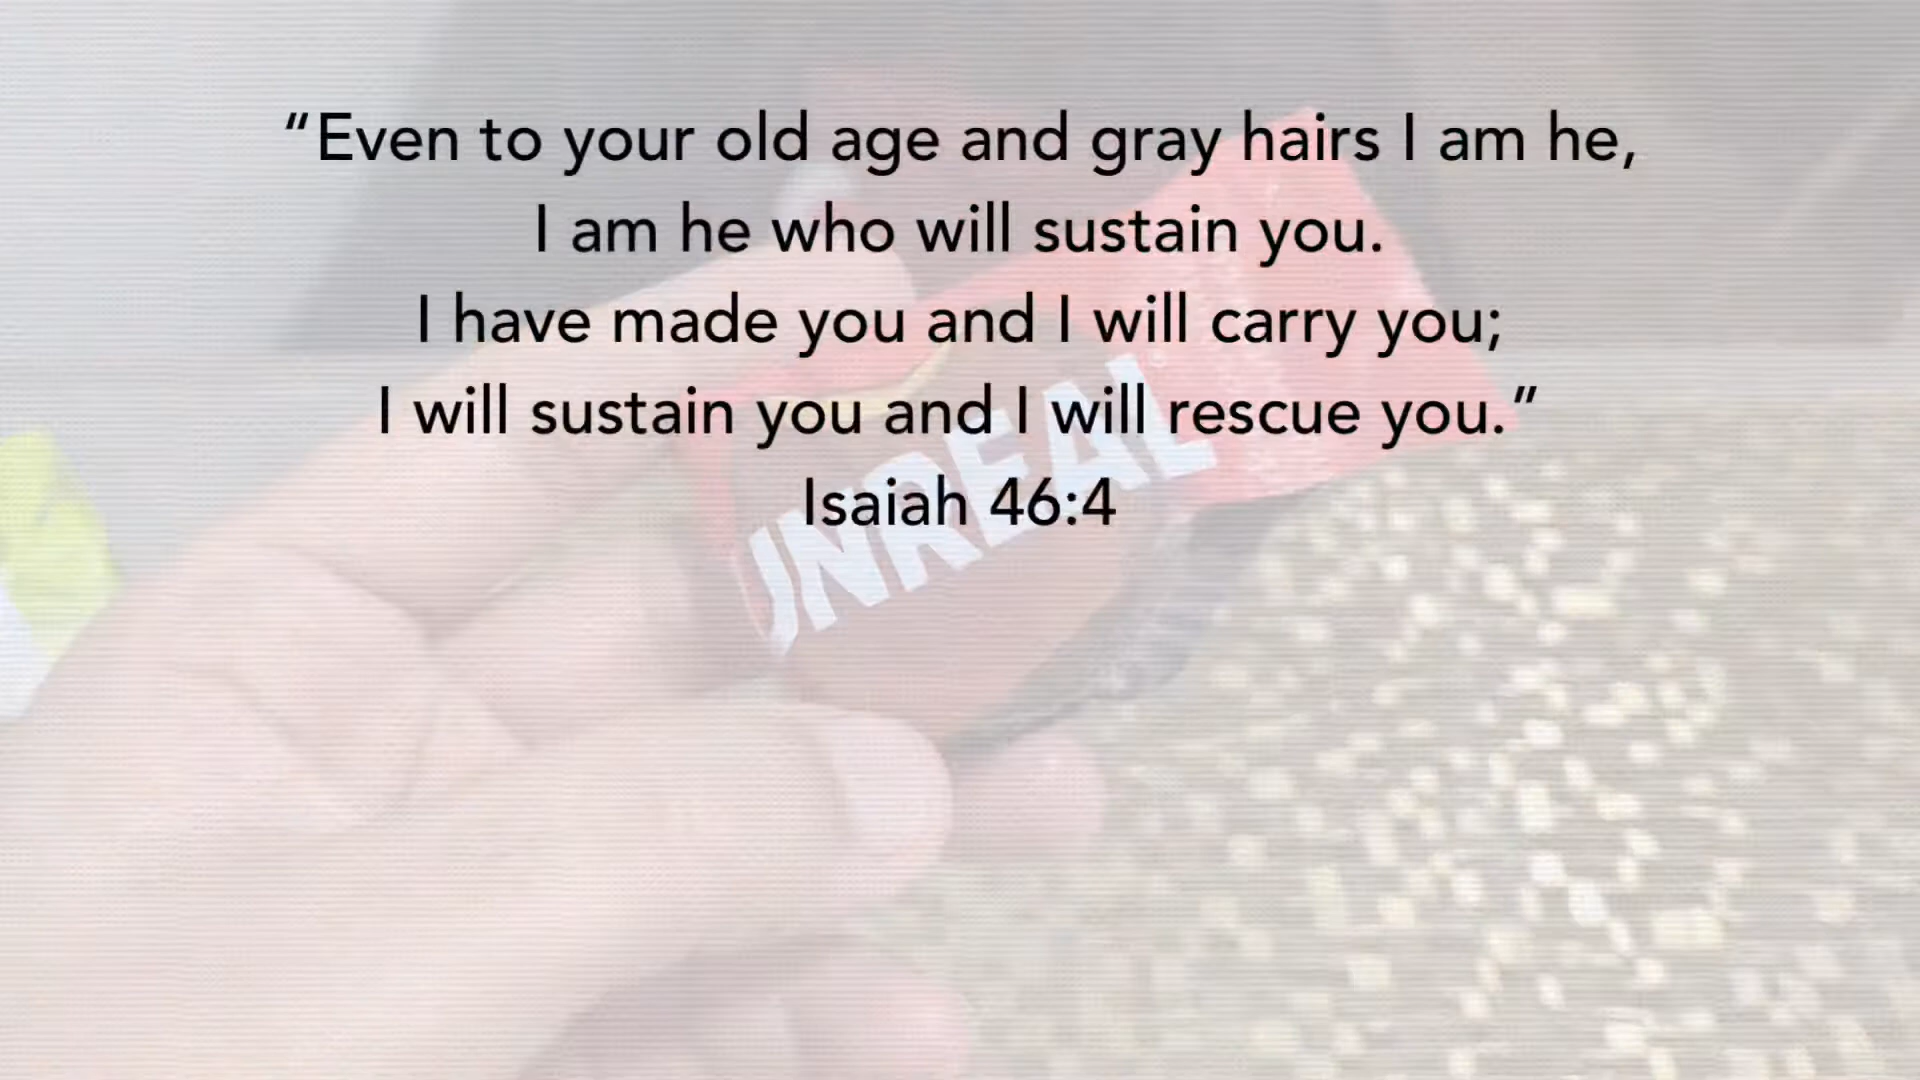 “Even to your old age and gray hairs I am he,
I am he who will sustain you.
I have made you and I will carry you;
I will sustain you and I will rescue you.”
Isaiah 46:4
UNREAL